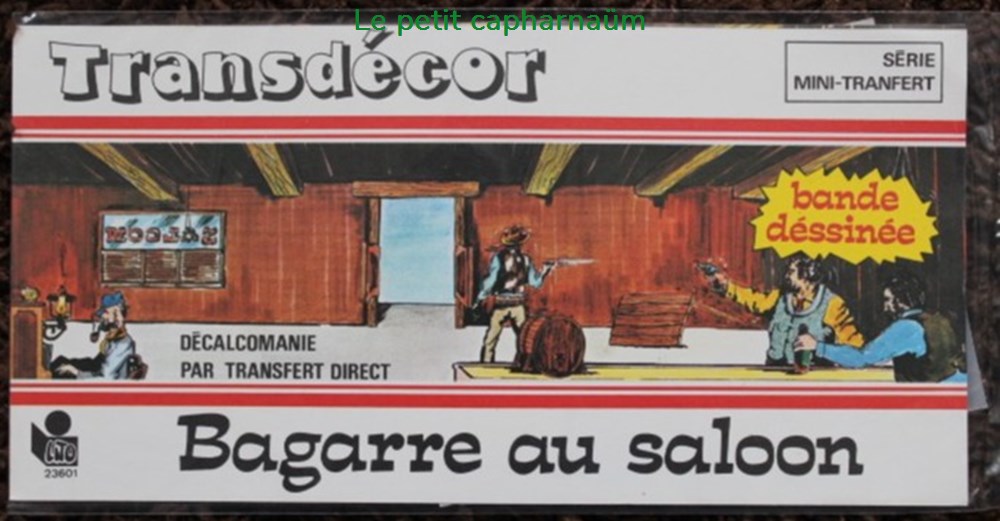 Le petit capharnaüm
Transdécor
SÉRIE
MINI-TRANFERT
bande
déssinée
DÉCALCOMANIE
PAR TRANSFERT DIRECT
Bagarre au saloon
23601